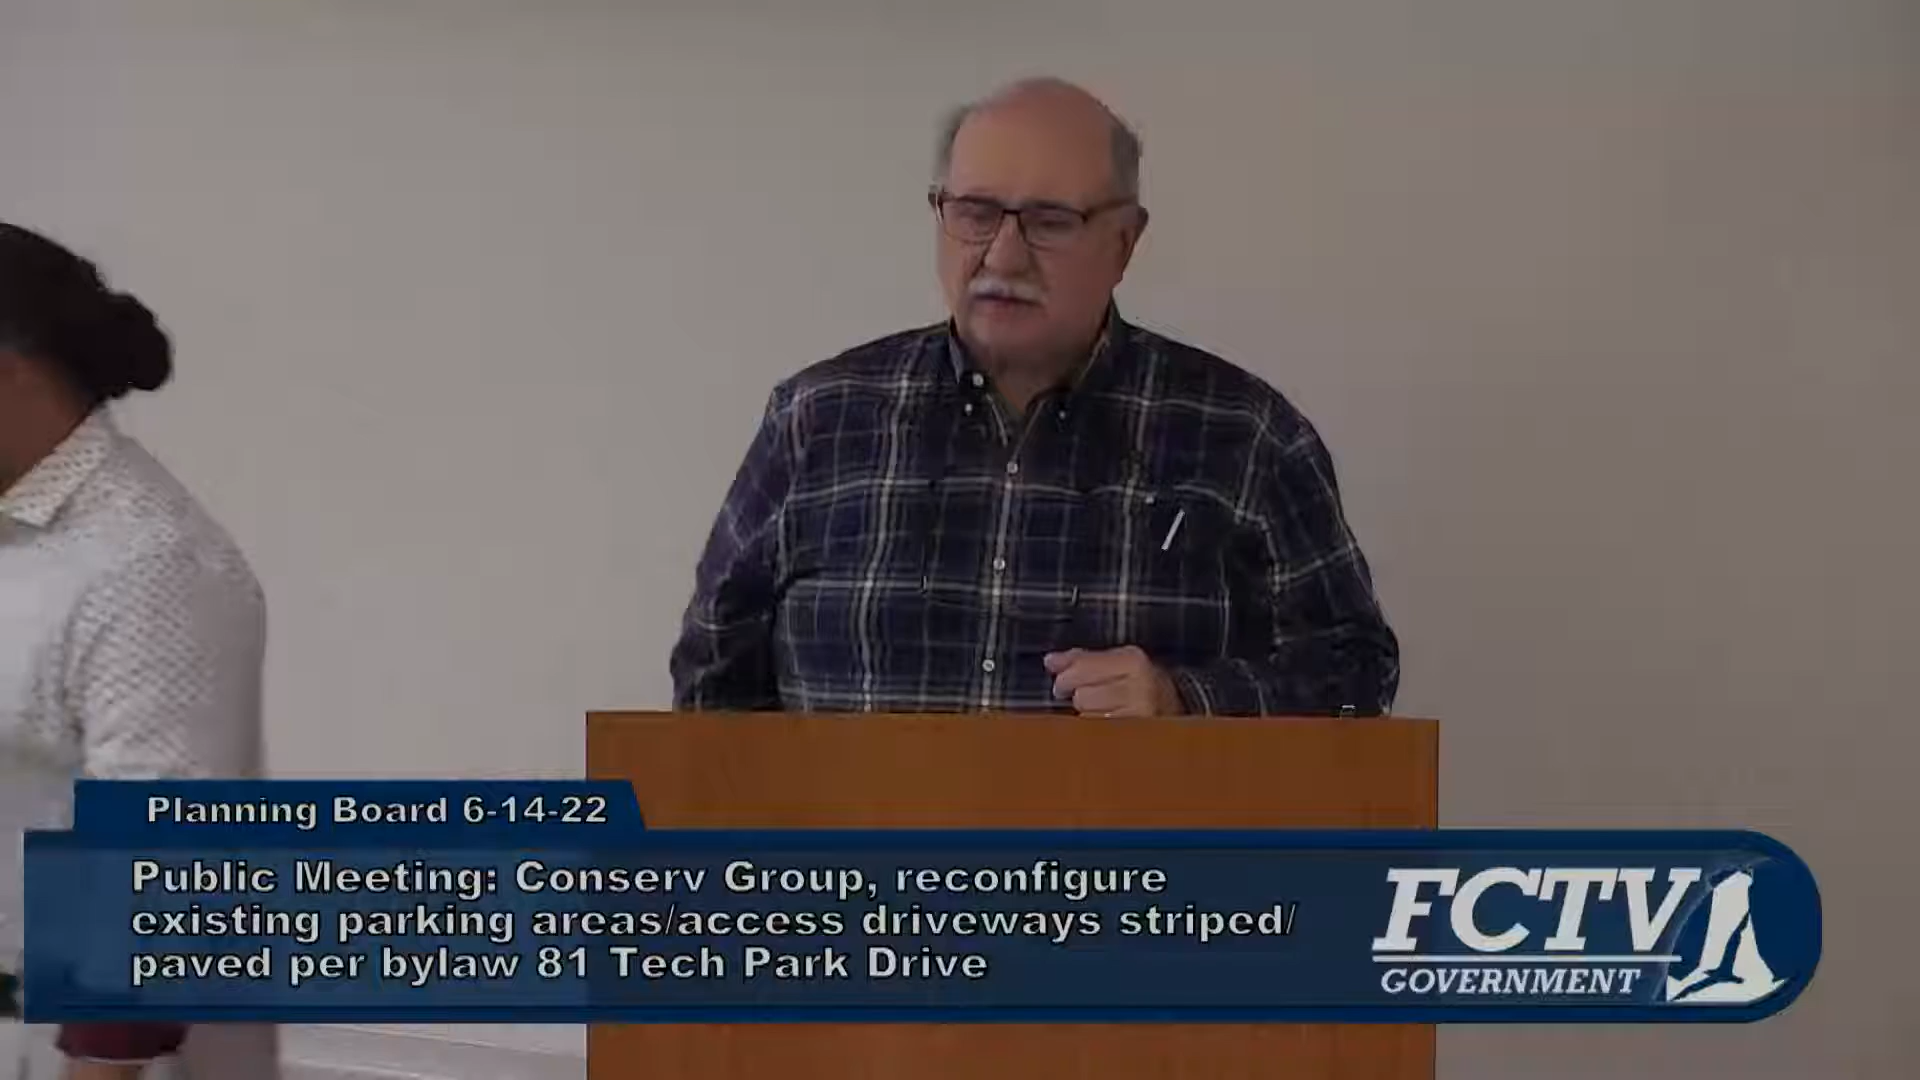 Planning Board 6-14-22
Public Meeting: Conserv Group, reconfigure
existing parking areas/access driveways striped/
paved per bylaw 81 Tech Park Drive
FCTV
GOVERNMENT